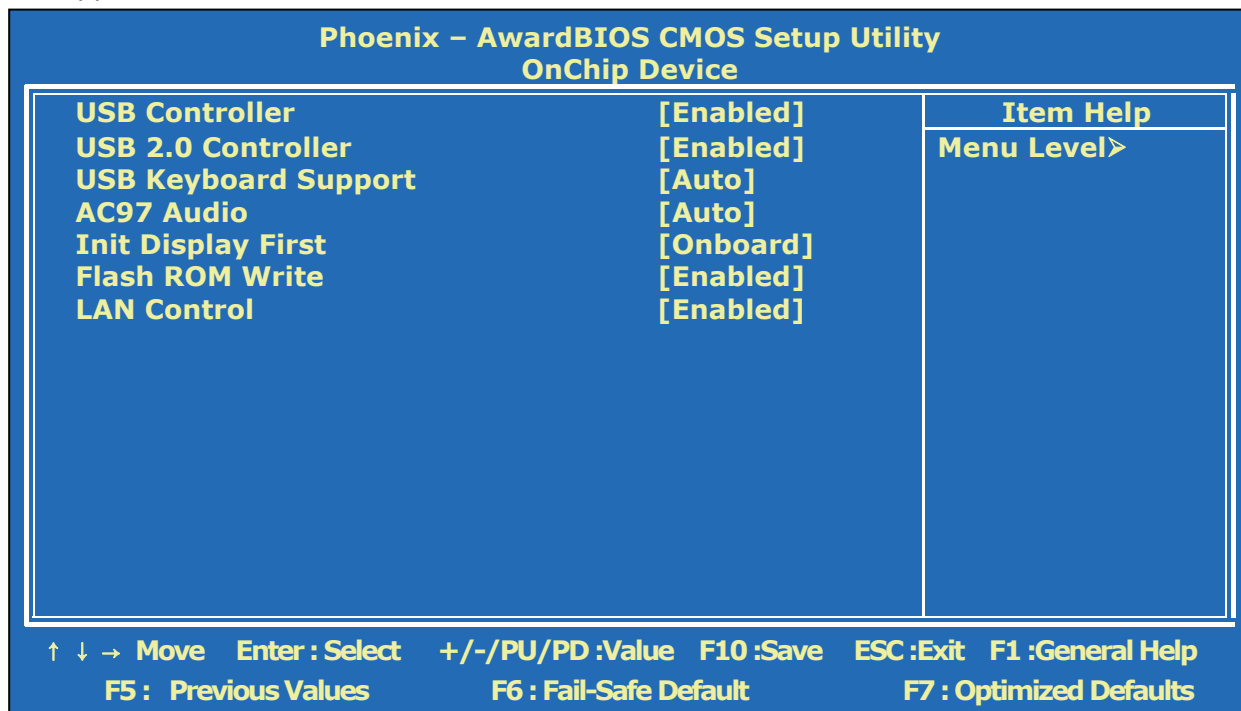 Phoenix – AwardBIOS CMOS Setup Utility
OnChip Device
USB Controller [Enabled] Item Help
USB 2.0 Controller [Enabled] Menu Level➢
USB Keyboard Support [Auto]
AC97 Audio [Auto]
Init Display First [Onboard]
Flash ROM Write [Enabled]
LAN Control [Enabled]
↑ ↓ → Move Enter : Select +/-/PU/PD :Value F10 :Save ESC :Exit F1 :General Help
F5 : Previous Values F6 : Fail-Safe Default F7 : Optimized Defaults